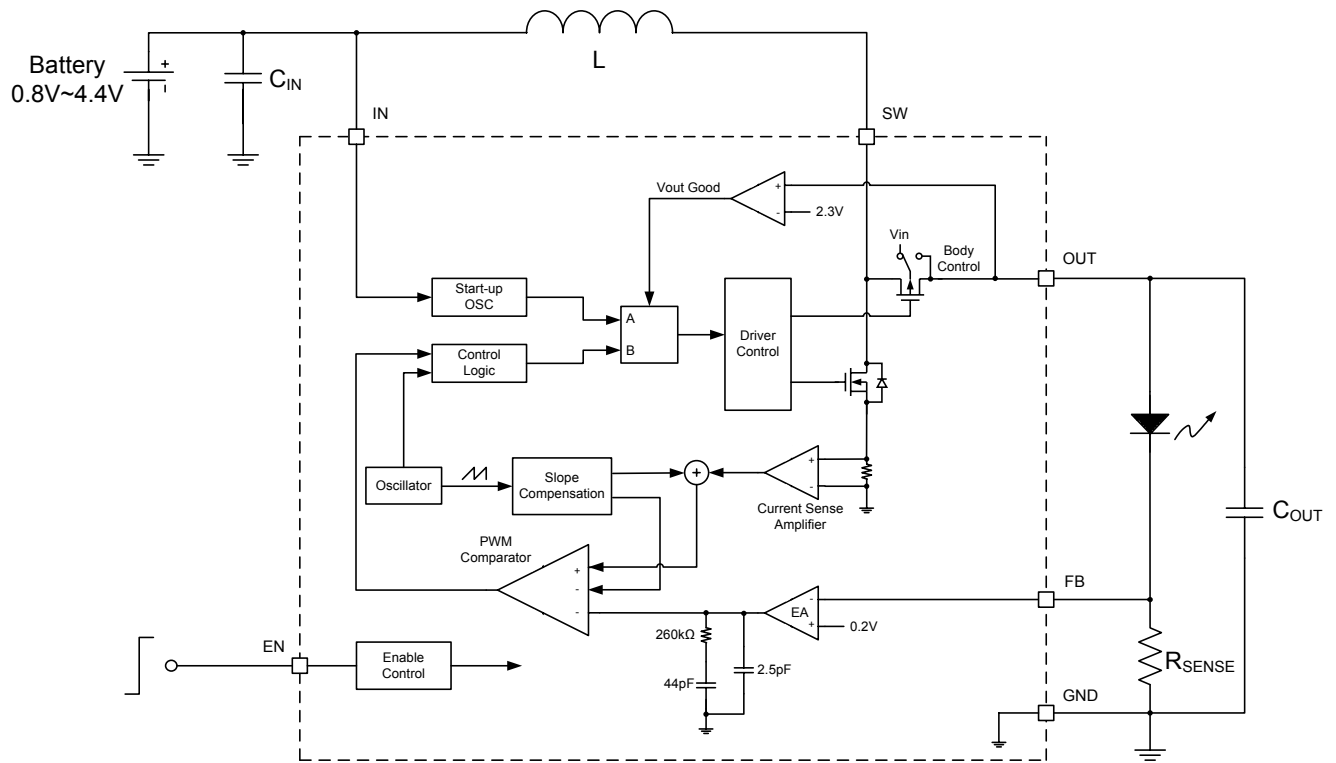 L
Battery
0.8V~4.4V
+
-
CIN
IN
SW
Vout Good
+
-
2.3V
Vin
Body
Control
OUT
Start-up
OSC
A
B
Driver
Control
Control
Logic
Oscillator
Slope
Compensation
+
+
-
Current Sense
Amplifier
COUT
PWM
Comparator
+
-
-
EA
-
+
0.2V
FB
260kΩ
44pF
2.5pF
RSENSE
EN
Enable
Control
GND